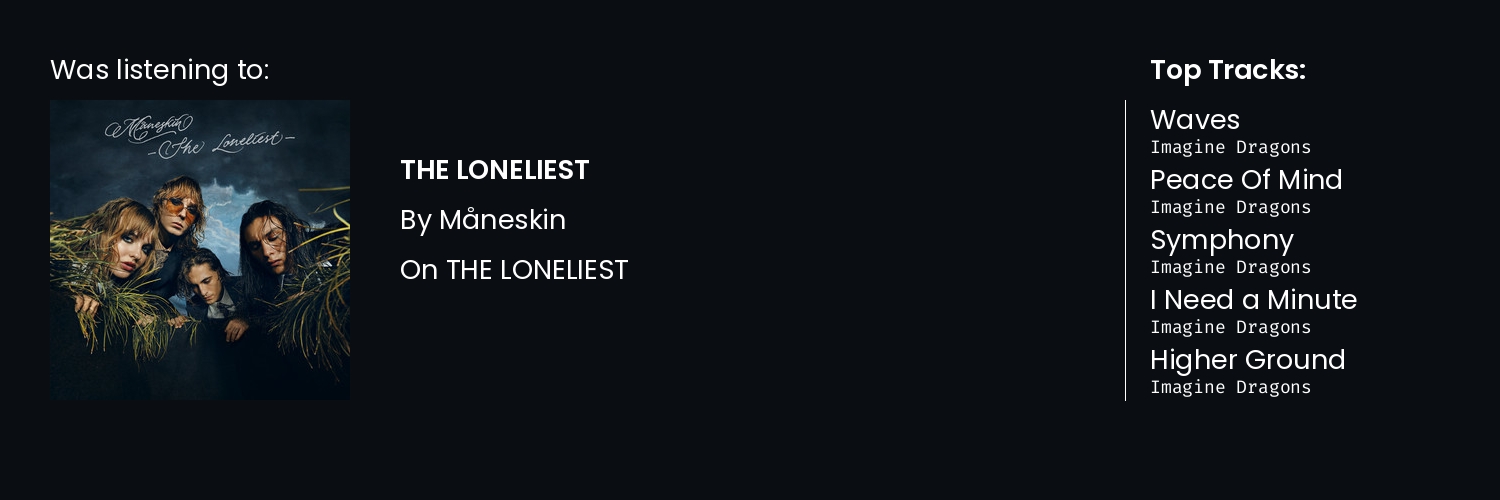 Was listening to:
Måneskin
–The Loneliest–
THE LONELIEST
By Måneskin
On THE LONELIEST
Top Tracks:
Waves
Imagine Dragons
Peace Of Mind
Imagine Dragons
Symphony
Imagine Dragons
I Need a Minute
Imagine Dragons
Higher Ground
Imagine Dragons